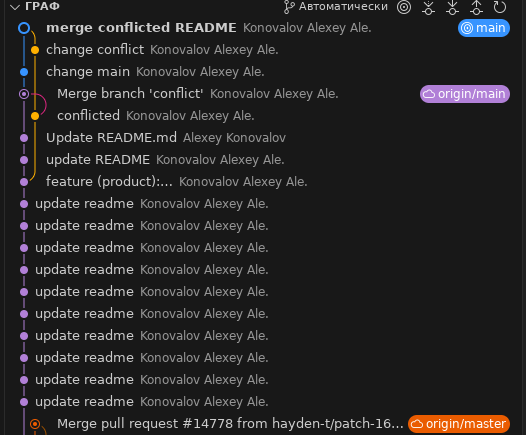 ГРАФ Автоматически
merge conflicted README Konovalov Alexey Ale. main
change conflict Konovalov Alexey Ale.
change main Konovalov Alexey Ale.
Merge branch 'conflict' Konovalov Alexey Ale. origin/main
conflicted Konovalov Alexey Ale.
Update README.md Alexey Konovalov
update README Konovalov Alexey Ale.
feature (product):... Konovalov Alexey Ale.
update readme Konovalov Alexey Ale.
update readme Konovalov Alexey Ale.
update readme Konovalov Alexey Ale.
update readme Konovalov Alexey Ale.
update readme Konovalov Alexey Ale.
update readme Konovalov Alexey Ale.
update readme Konovalov Alexey Ale.
update readme Konovalov Alexey Ale.
update readme Konovalov Alexey Ale.
update readme Konovalov Alexey Ale.
Merge pull request #14778 from hayden-t/patch-16... origin/master